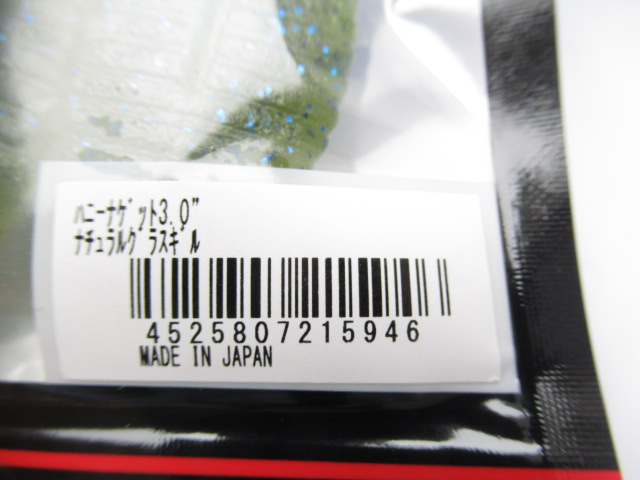 ﾊﾆｰﾅｹﾞｯﾄ3.0"
ﾅﾁｭﾗﾙｸﾞﾗｽｷﾞﾙ
4525807215946
MADE IN JAPAN